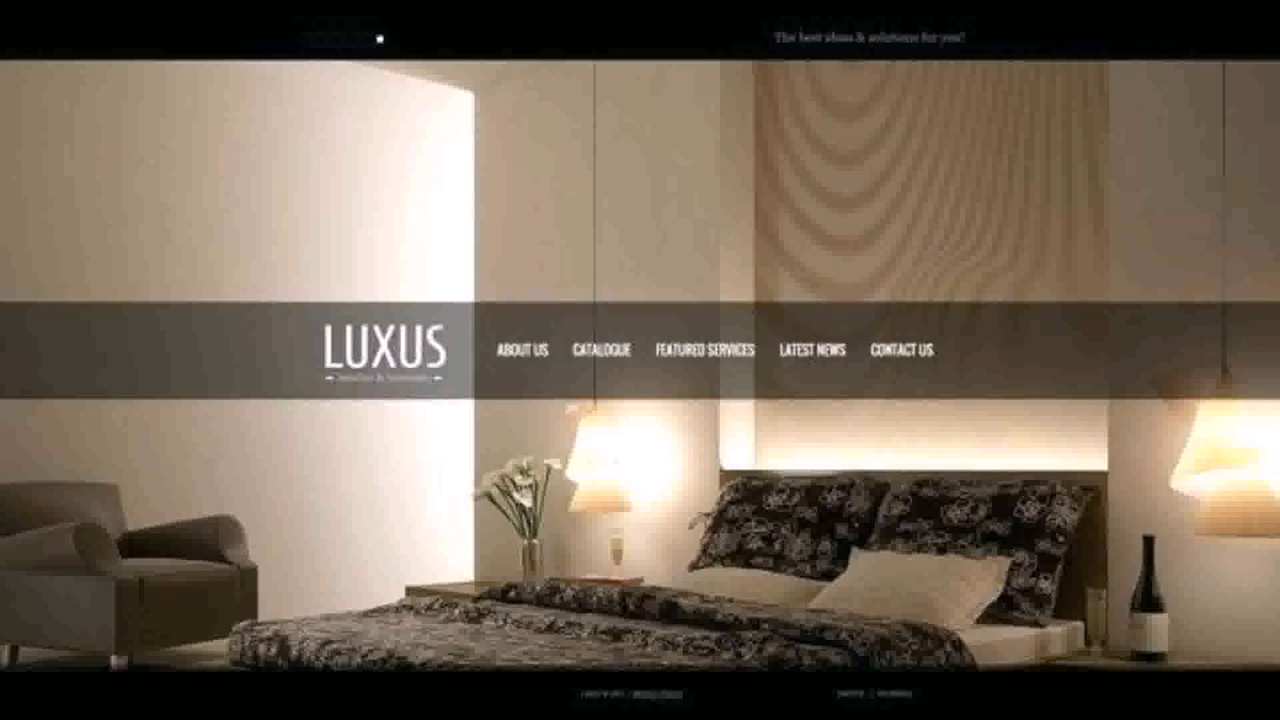 The best ideas & solutions for you!
LUXUS
ABOUT US CATALOGUE FEATURED SERVICES LATEST NEWS CONTACT US